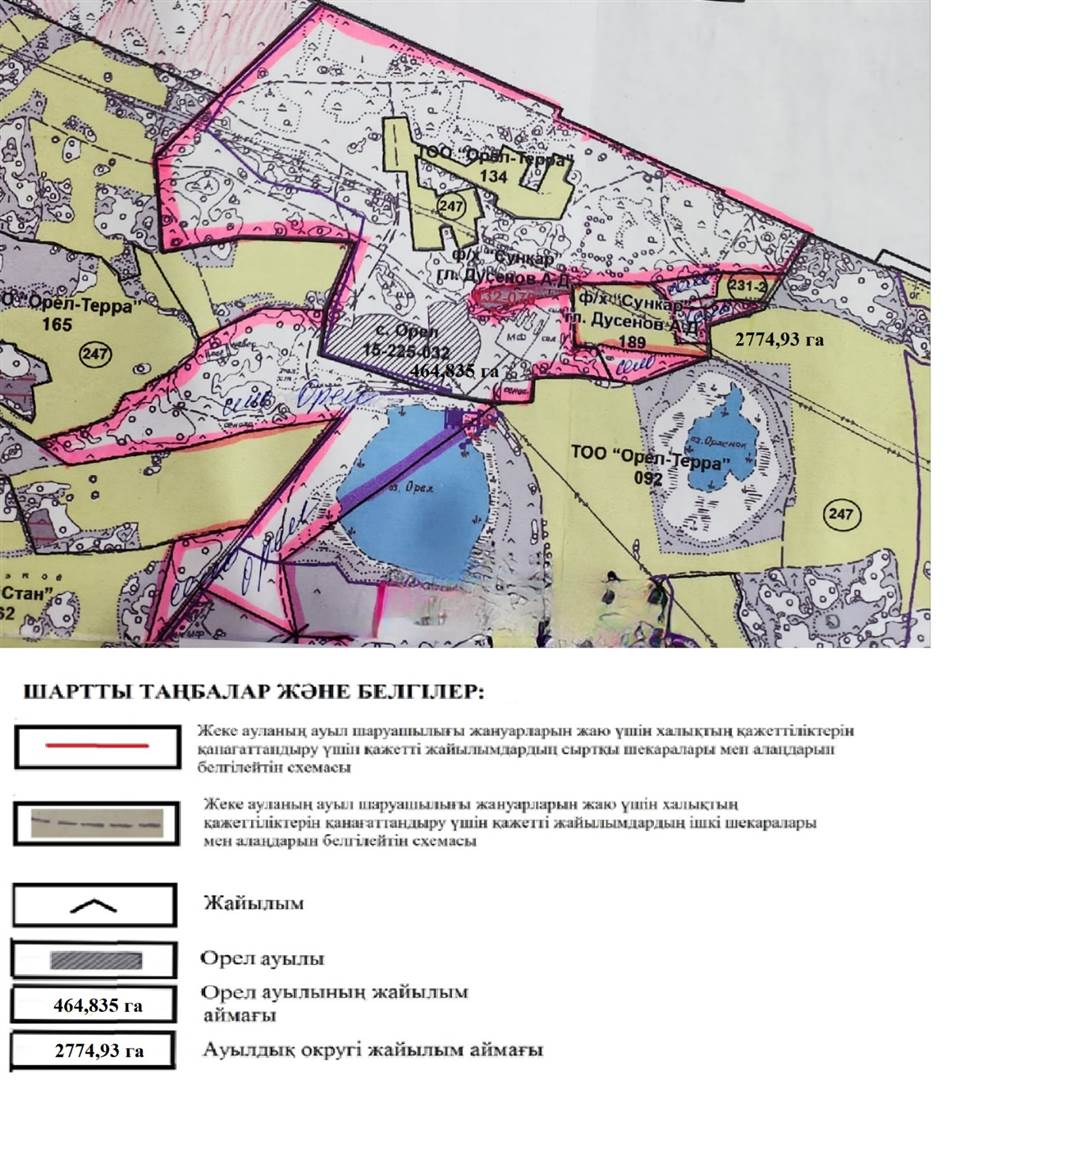 ТОО "Орел-Терра"
134
247
ф/х "Сункар"
гл. Дусенов А.Д.
231-2
ф/х "Сункар"
гл. Дусенов А.Д.
189
2774,93 га
"Орел-Терра"
165
247
с. Орел
15-225-032
464,835 га
оз. Орел
ТОО "Орел-Терра"
092
247
Стан"
62
ШАРТТЫ ТАҢБАЛАР ЖӘНЕ БЕЛГІЛЕР:
Жеке ауланың ауыл шаруашылығы жануарларын жаю үшін халықтың қажеттіліктерін
қанағаттандыру үшін қажетті жайылымдардың сыртқы шекаралары мен алаңдарын
белгілейтін схемасы
Жеке ауланың ауыл шаруашылығы жануарларын жаю үшін халықтың
қажеттіліктерін қанағаттандыру үшін қажетті жайылымдардың ішкі шекаралары
мен алаңдарын белгілейтін схемасы
Жайылым
Орел ауылы
464,835 га
Орел ауылының жайылым
аймағы
2774,93 га
Ауылдық округі жайылым аймағы